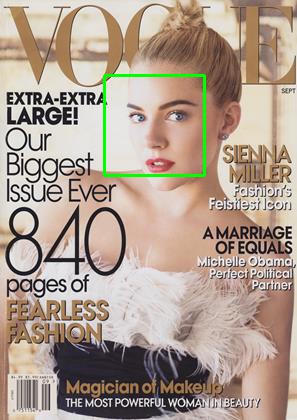 VOGUE
SEPT
EXTRA-EXTRA
LARGE!
Our
Biggest
Issue Ever
840
pages of
FEARLESS
FASHION
SIENNA
MILLER
Fashion's
Feistiest Icon
A MARRIAGE
OF EQUALS
Michelle Obama,
Perfect Political
Partner
Magician of Makeup
THE MOST POWERFUL WOMAN IN BEAUTY